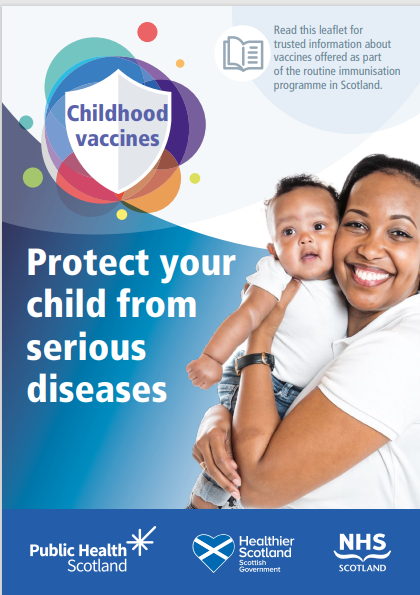 Read this leaflet for
trusted information about
vaccines offered as part
of the routine immunisation
programme in Scotland.
Childhood
vaccines
Protect your
child from
serious
diseases
Public Health
Scotland
Healthier
Scotland
Scottish
Government
NHS
SCOTLAND